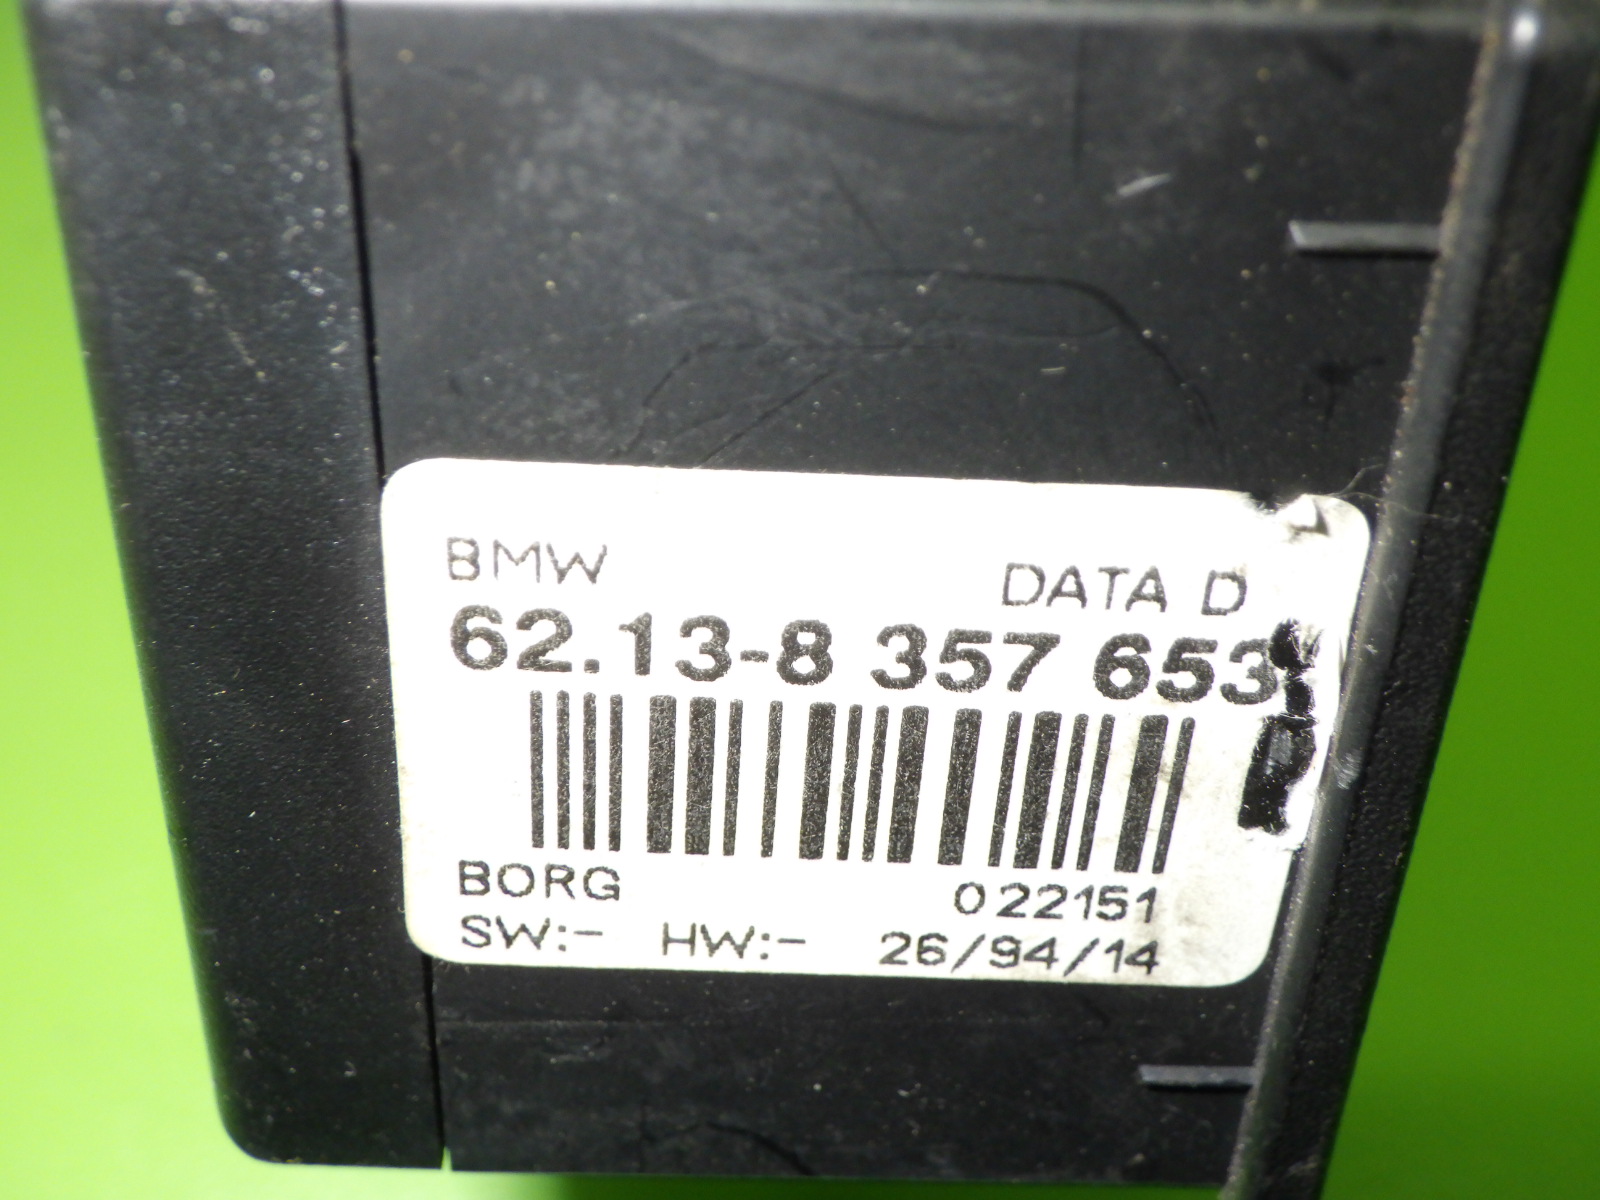 BMW DATA D
62.13-8 357 653
BORG 022151
SW:- HW:- 26/94/14